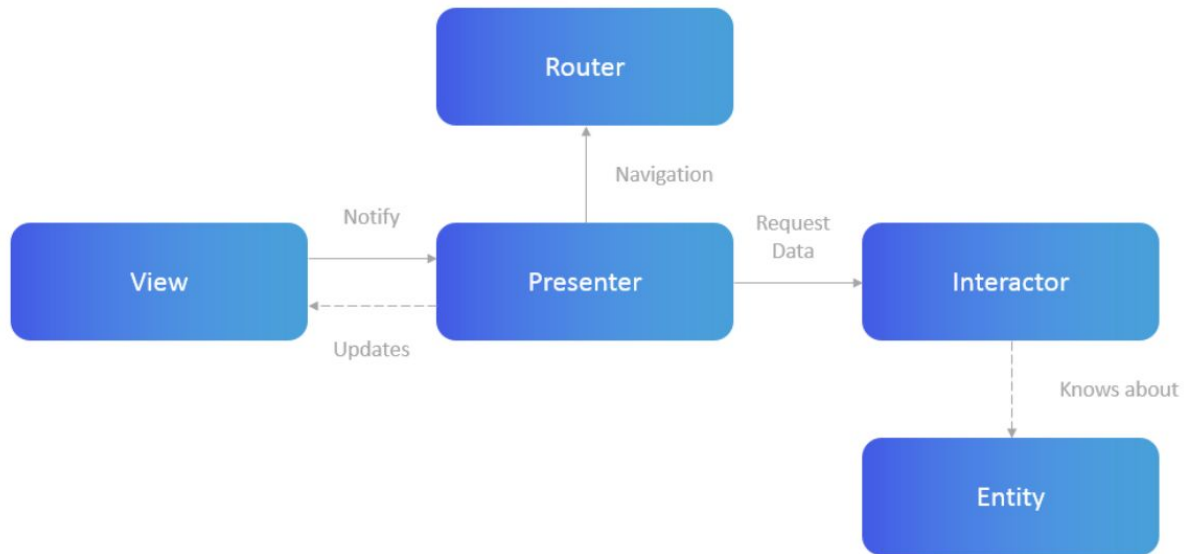 Router
Navigation
Notify
Request
Data
View
Presenter
Interactor
Updates
Knows about
Entity